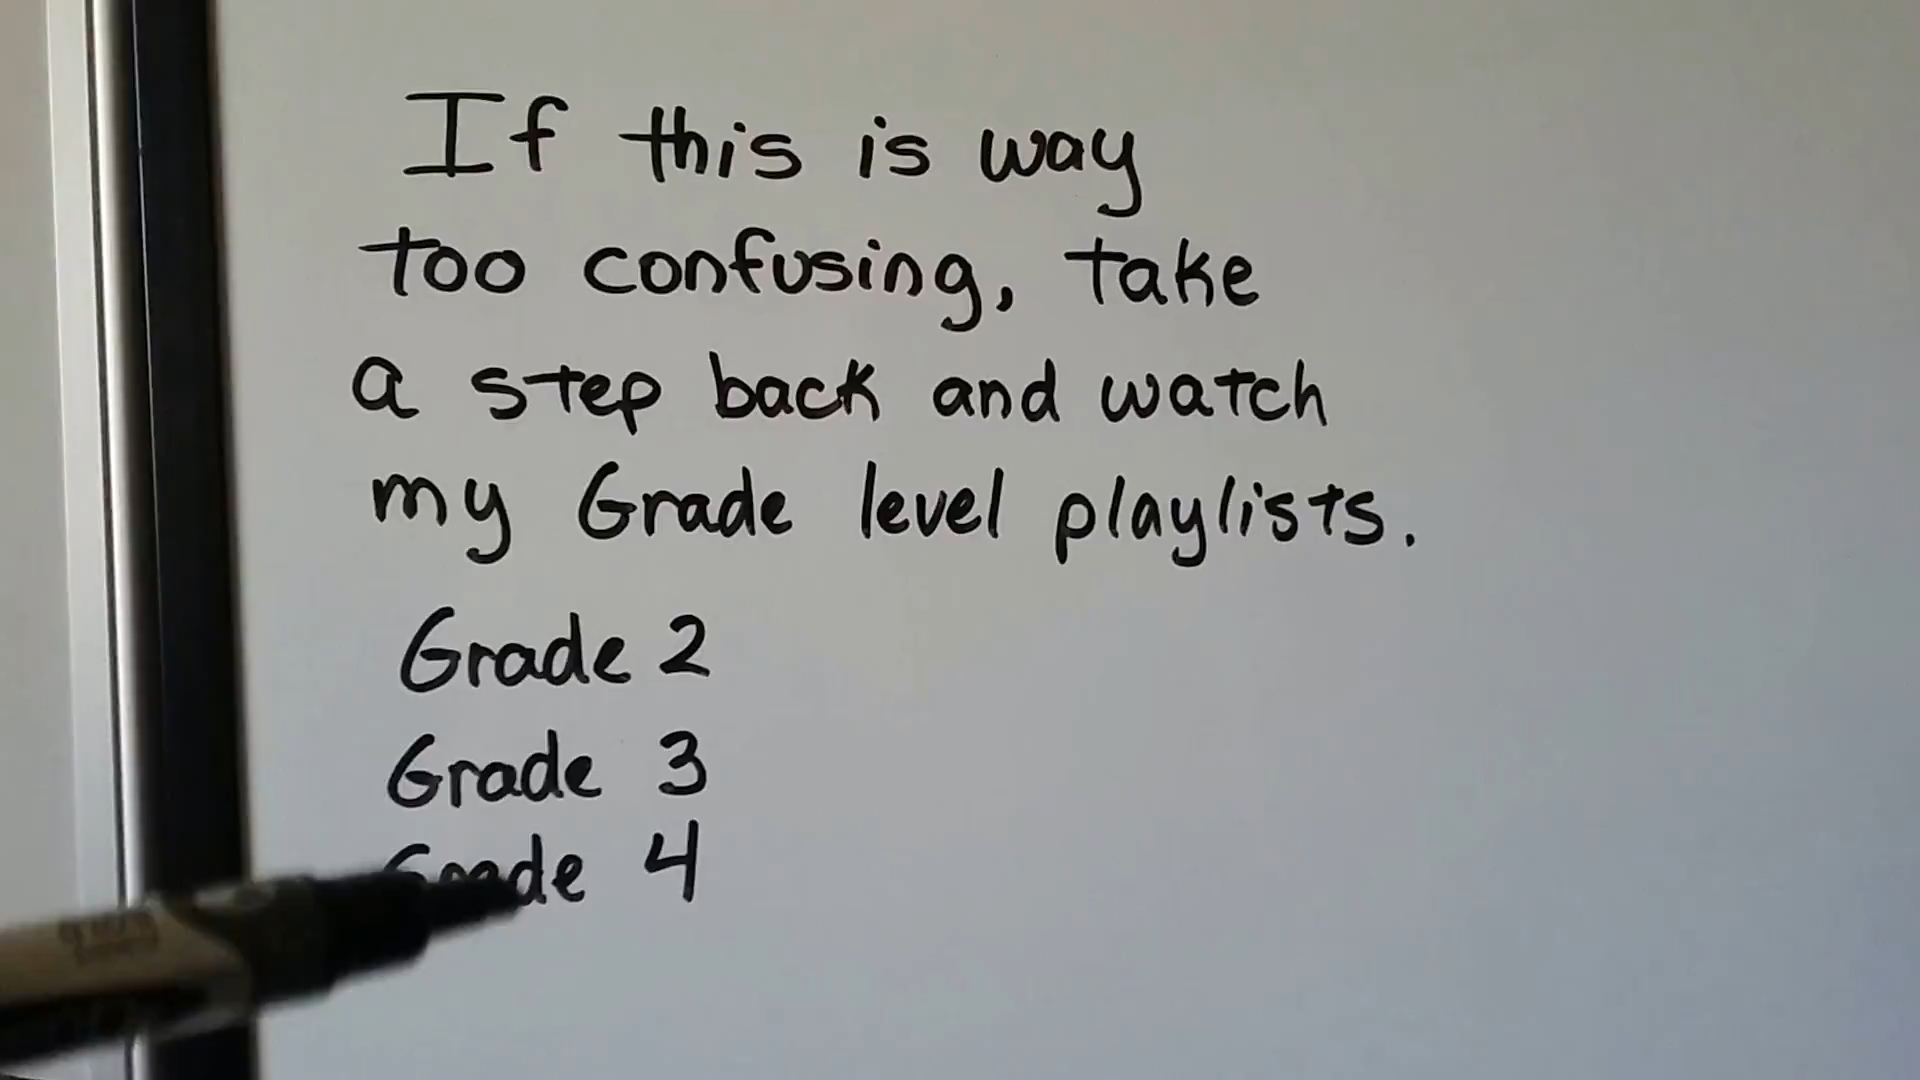 If this is way
too confusing, take
a step back and watch
my Grade level playlists.
Grade 2
Grade 3
Grade 4